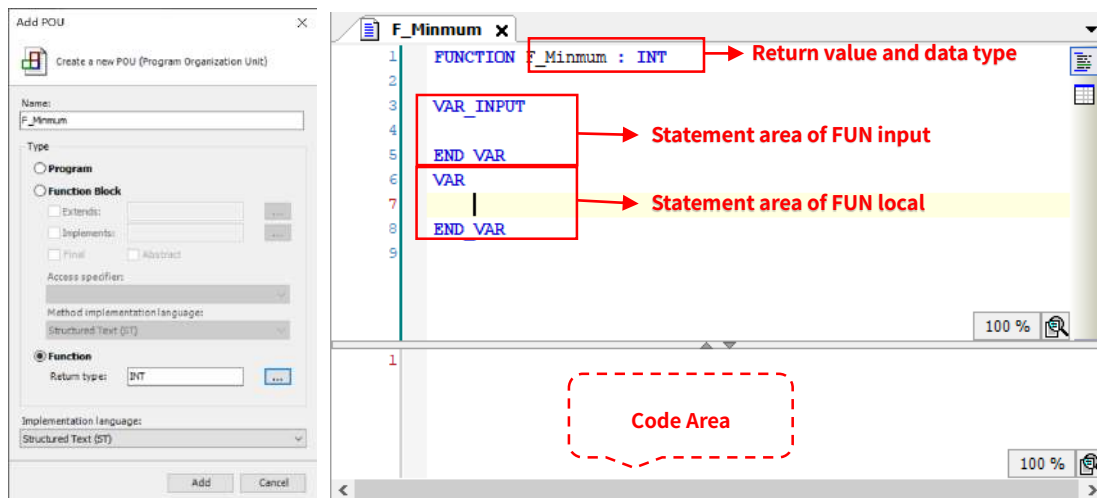 Add POU
Create a new POU (Program Organization Unit)
Name:
F_Minmum
Type
Program
Function Block
Extends:
...
Implements:
...
Final
Abstract
Access specifier:
Method implementation language:
Structured Text (ST)
Function
Return type:
INT
...
Implementation language:
Structured Text (ST)
Add
Cancel
F_Minmum x
1 FUNCTION F_Minmum : INT
Return value and data type
2
3 VAR_INPUT
4
Statement area of FUN input
5 END_VAR
6 VAR
7
Statement area of FUN local
8 END_VAR
9
100 %
1
Code Area
100 %